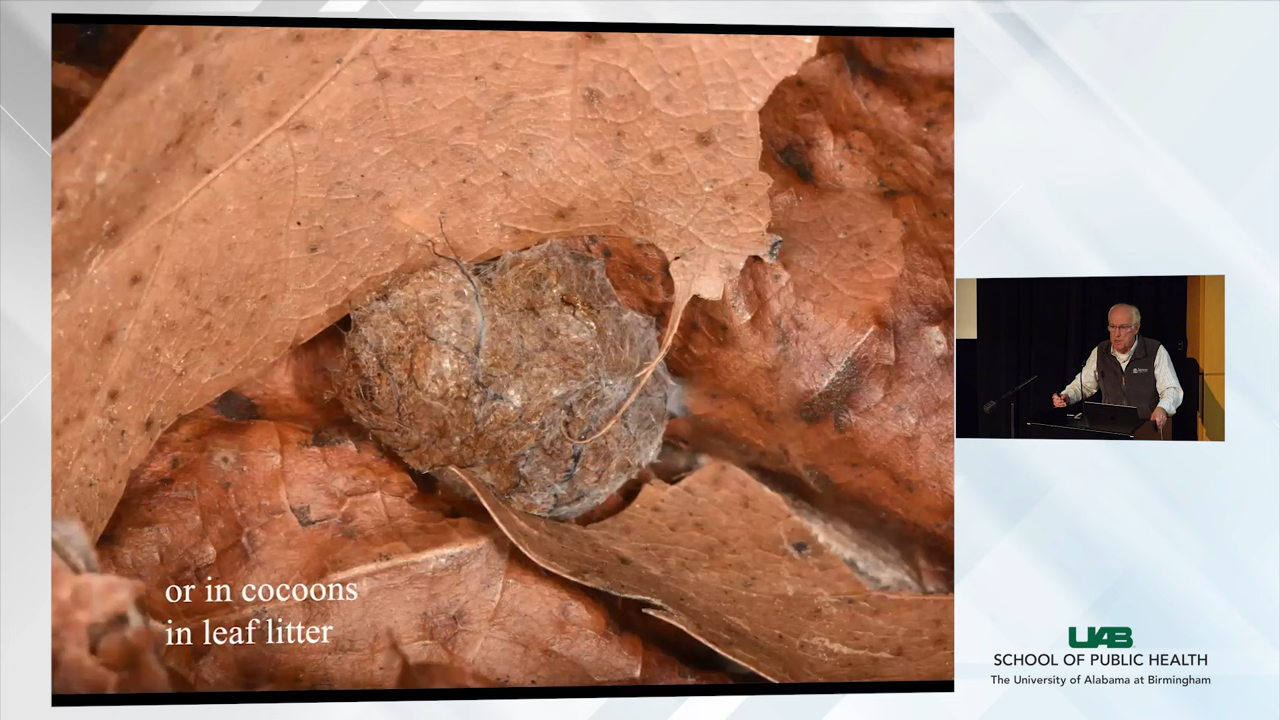 or in cocoons
in leaf litter
UAB
SCHOOL OF PUBLIC HEALTH
The University of Alabama at Birmingham